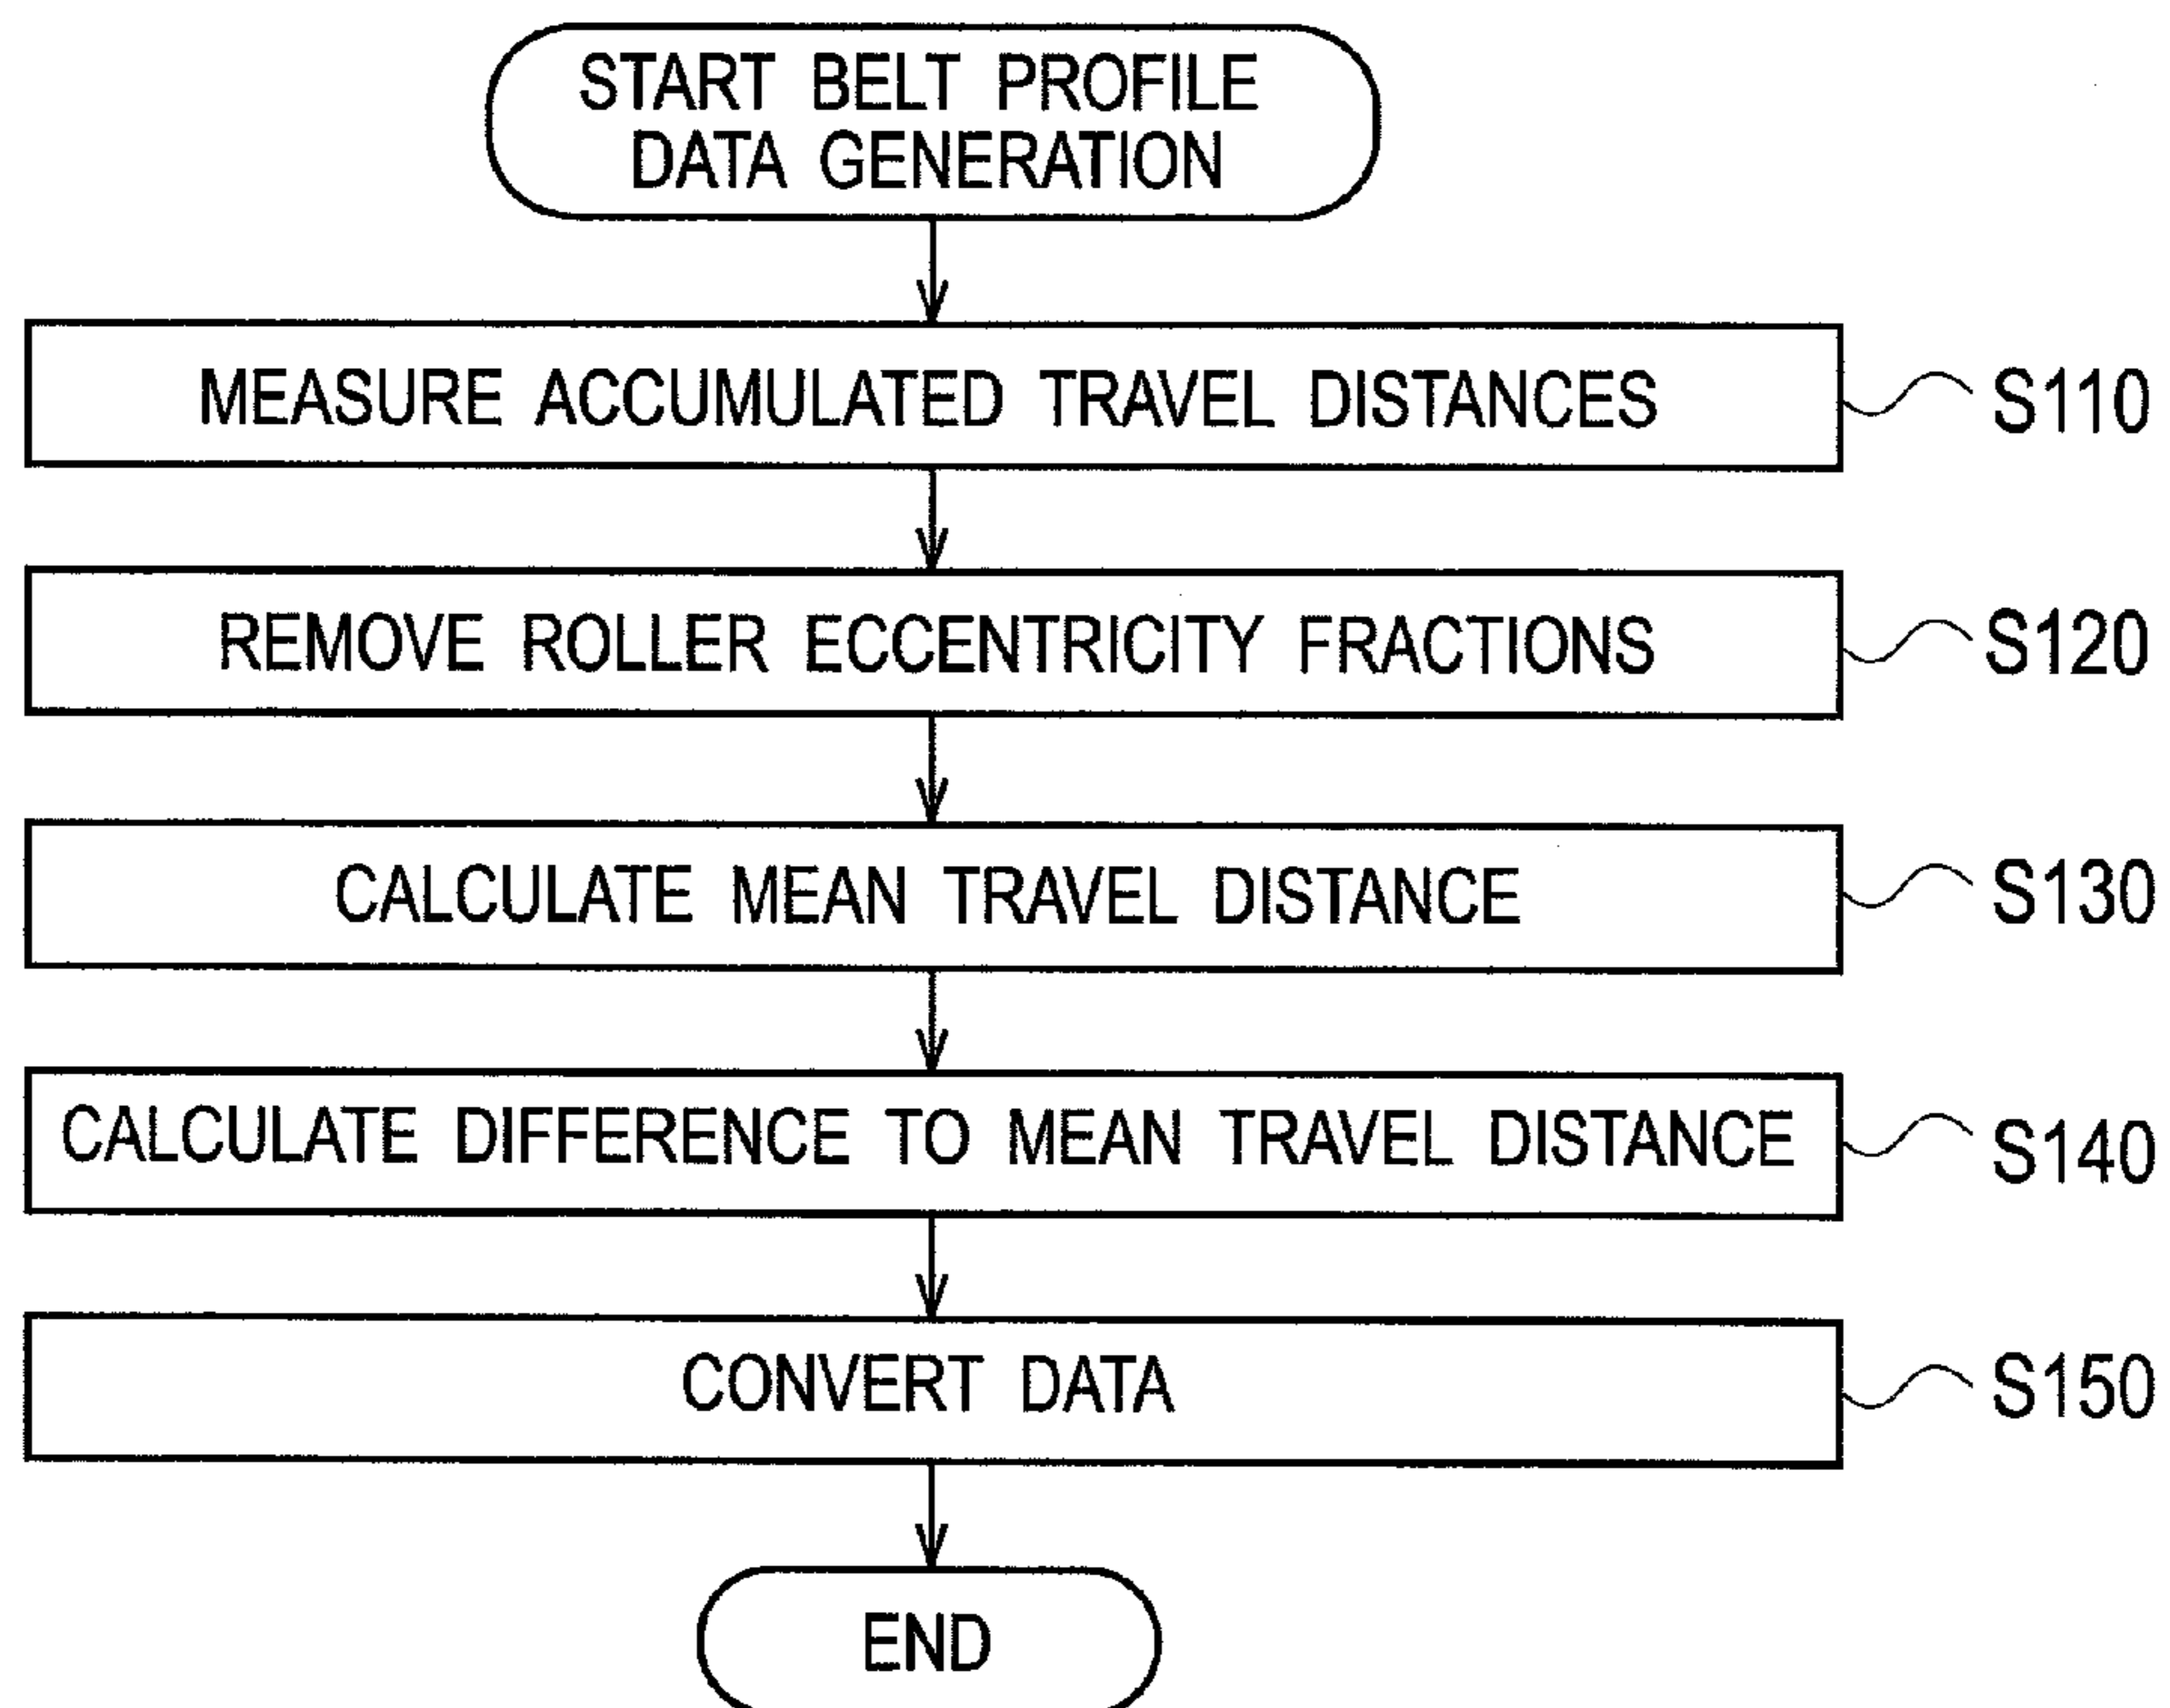 START BELT PROFILE
DATA GENERATION
MEASURE ACCUMULATED TRAVEL DISTANCES
S110
REMOVE ROLLER ECCENTRICITY FRACTIONS
S120
CALCULATE MEAN TRAVEL DISTANCE
S130
CALCULATE DIFFERENCE TO MEAN TRAVEL DISTANCE
S140
CONVERT DATA
S150
END